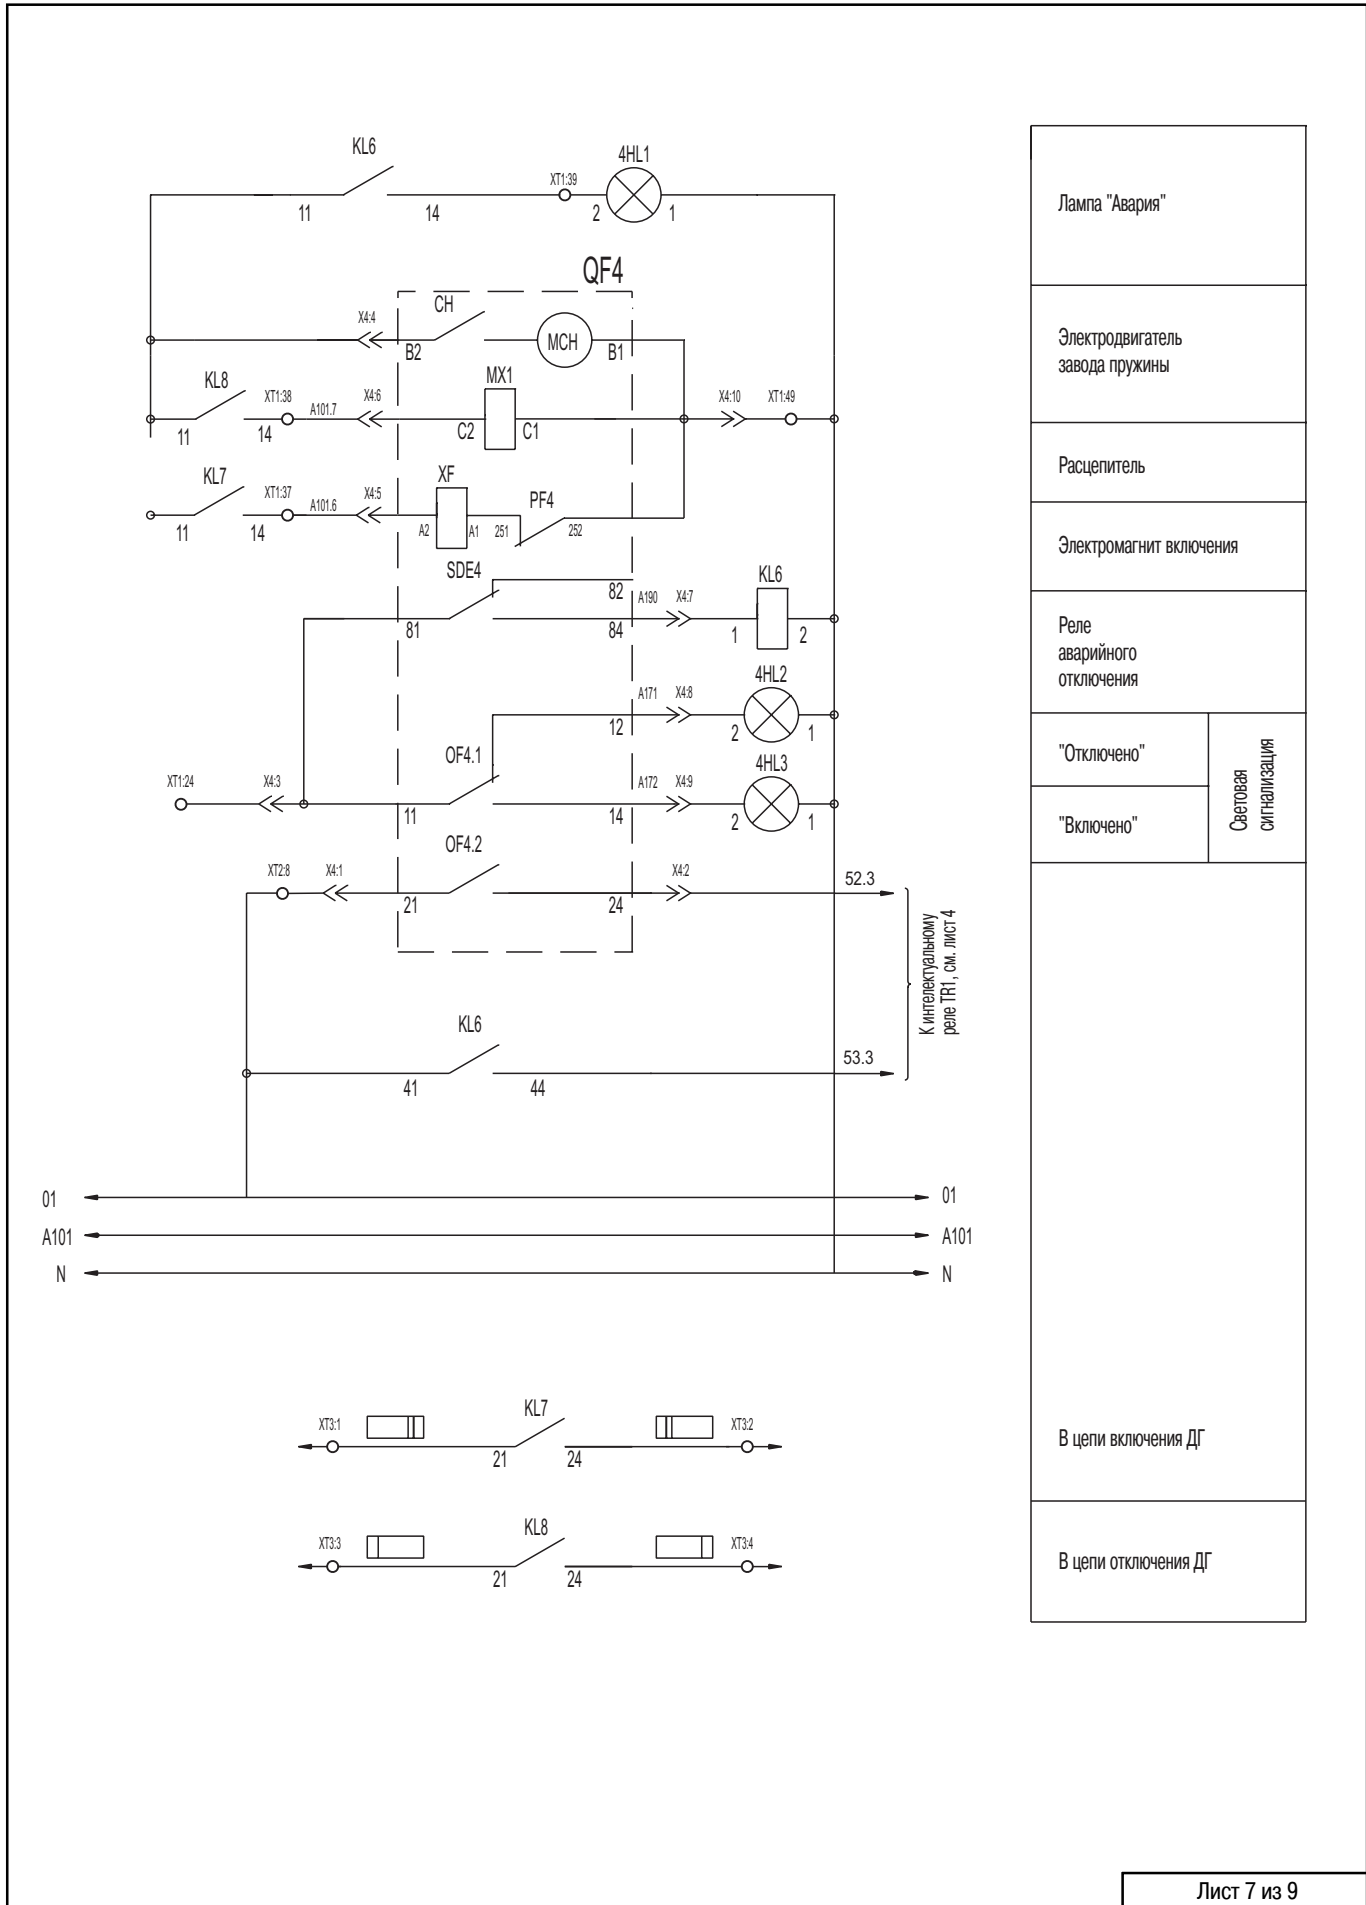 KL6
4HL1
XT1:39
11
14
2
1
Лампа "Авария"
QF4
X4:4
CH
B2
MCH
B1
Электродвигатель
завода пружины
KL8
XT1:38
A101.7
X4:6
MX1
X4:10
XT1:49
11
14
C2
C1
Расцепитель
KL7
XT1:37
A101.6
X4:5
XF
PF4
11
14
A2
A1
251
252
Электромагнит включения
SDE4
82
A190
X4:7
KL6
81
84
1
2
Реле
аварийного
отключения
4HL2
A171
X4:8
12
2
1
"Отключено"
Световая
сигнализация
OF4.1
4HL3
XT1:24
X4:3
A172
X4:9
11
14
2
1
"Включено"
OF4.2
XT2:8
X4:1
X4:2
52.3
21
24
К интелектуальному
реле TR1, см. лист 4
KL6
53.3
41
44
01
01
A101
A101
N
N
XT3:1
KL7
XT3:2
21
24
В цепи включения ДГ
XT3:3
KL8
XT3:4
21
24
В цепи отключения ДГ
Лист 7 из 9